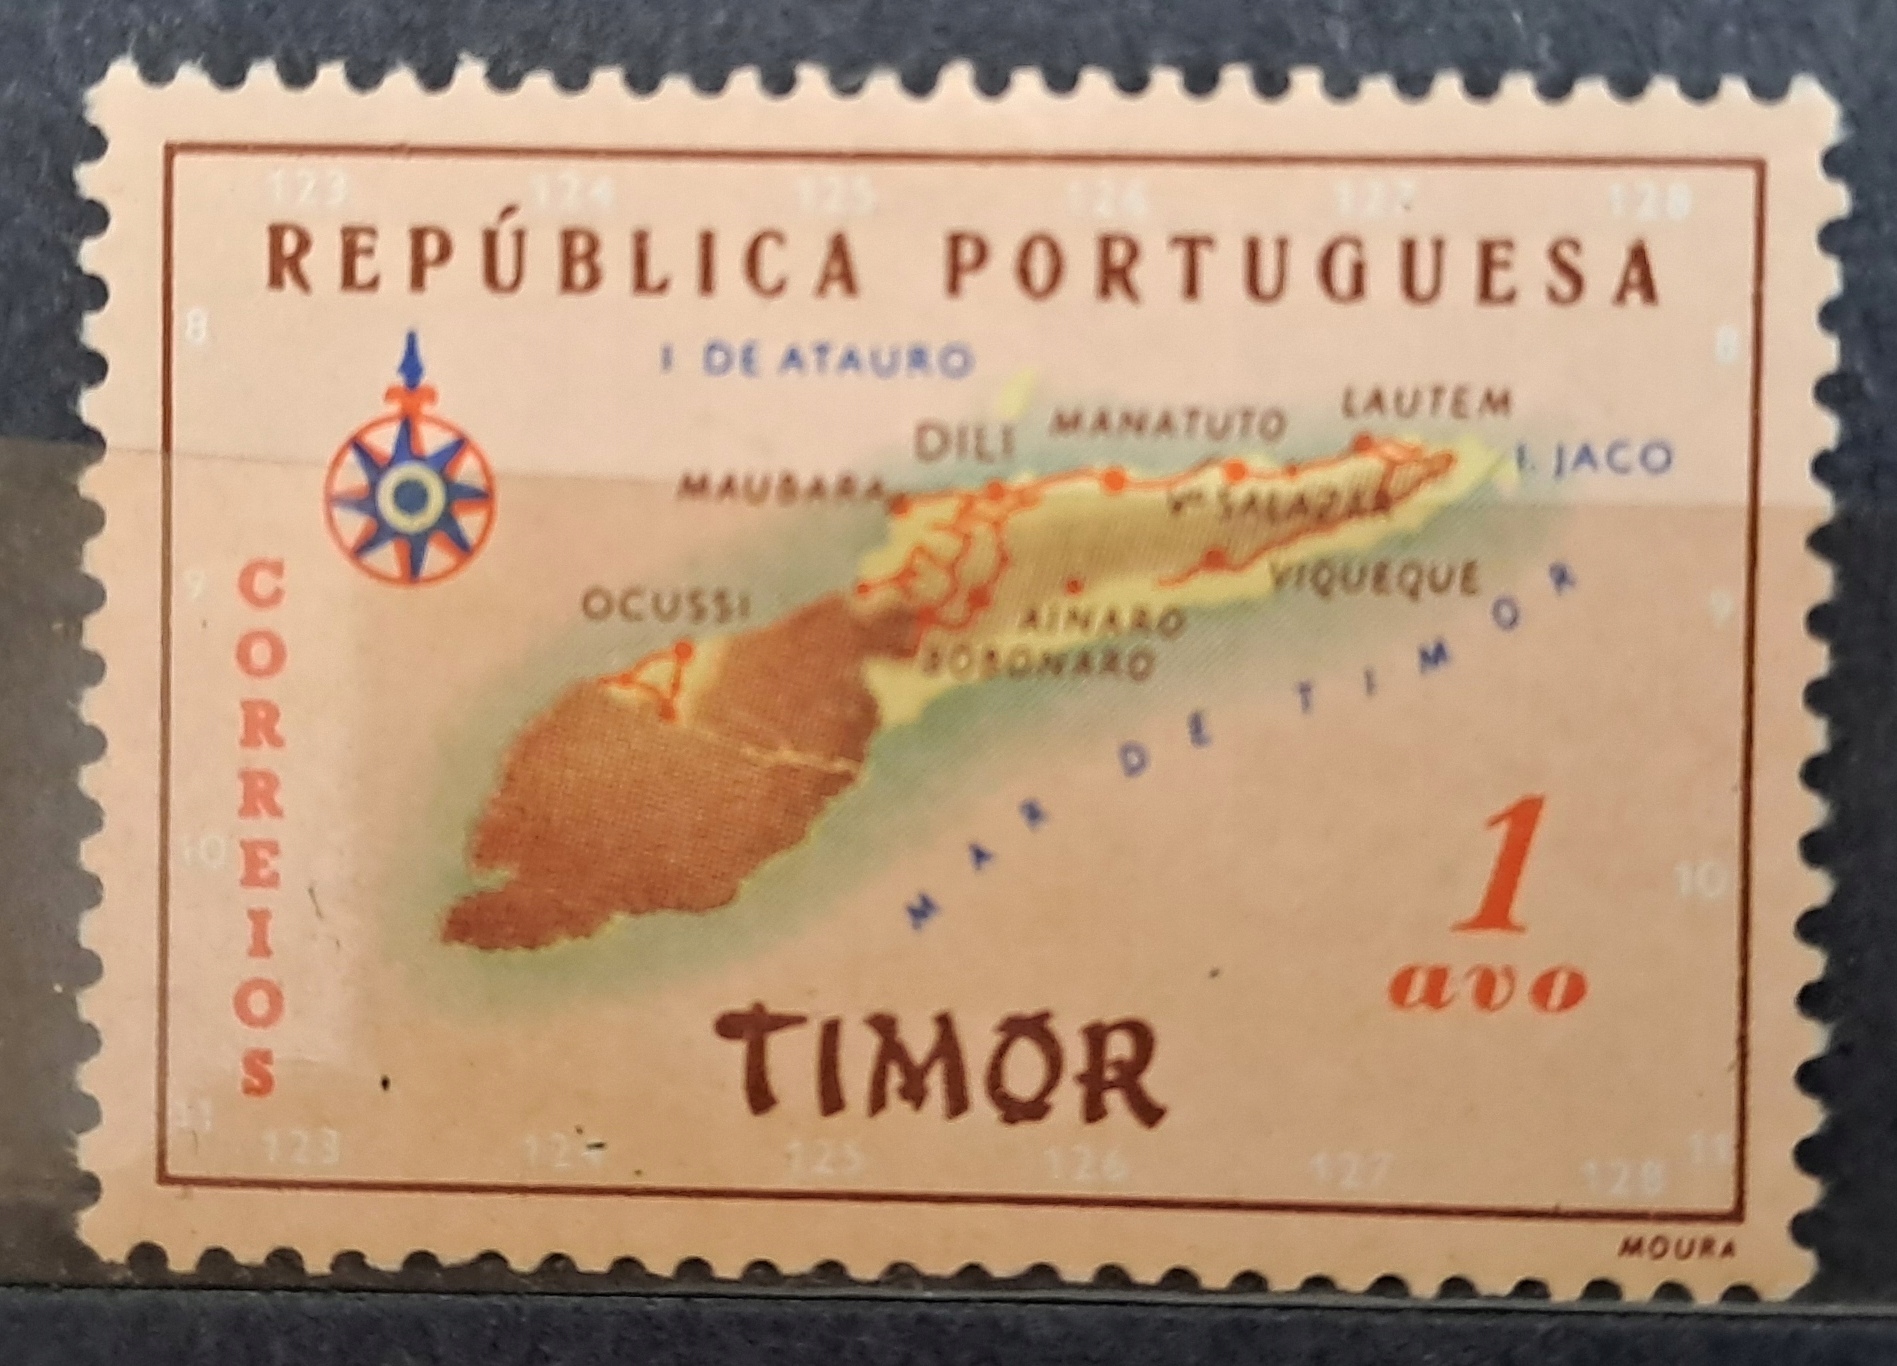 123 124 125 126 127 128
REPÚBLICA PORTUGUESA
8 8
I. DE ATAURO
LAUTEM
MANATUTO
DILI
I. JACO
MAUBARA
Vª SALAZAR
CORREIOS
9 9
OCUSSI
VIQUEQUE
AINARO
BOBONARO
MAR DE TIMOR
10 10
1
avo
TIMOR
11 11
123 124 125 126 127 128
MOURA